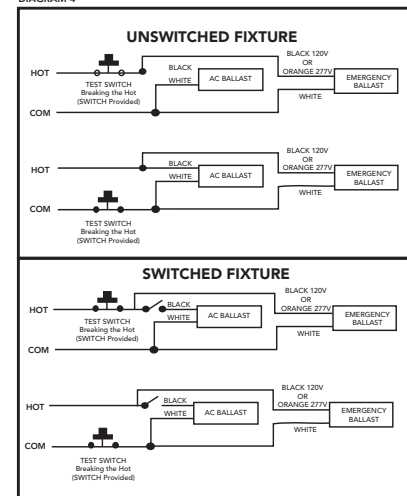 DIAGRAM 4
UNSWITCHED FIXTURE
BLACK 120V
OR
ORANGE 277V
HOT
BLACK
WHITE
AC BALLAST
EMERGENCY
BALLAST
TEST SWITCH
Breaking the Hot
(SWITCH Provided)
WHITE
COM
BLACK 120V
OR
ORANGE 277V
HOT
BLACK
WHITE
AC BALLAST
EMERGENCY
BALLAST
WHITE
COM
TEST SWITCH
Breaking the Hot
(SWITCH Provided)
SWITCHED FIXTURE
BLACK 120V
OR
ORANGE 277V
HOT
BLACK
WHITE
AC BALLAST
EMERGENCY
BALLAST
TEST SWITCH
Breaking the Hot
(SWITCH Provided)
WHITE
COM
BLACK 120V
OR
ORANGE 277V
HOT
BLACK
WHITE
AC BALLAST
EMERGENCY
BALLAST
WHITE
COM
TEST SWITCH
Breaking the Hot
(SWITCH Provided)